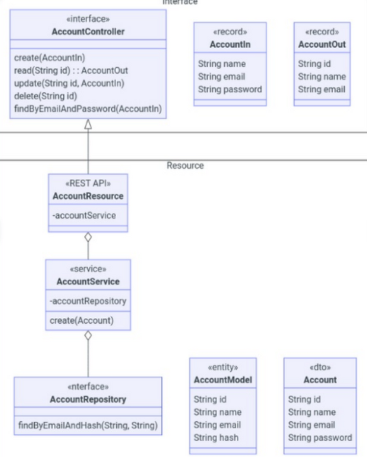 Interface
«interface»
AccountController
create(AccountIn)
read(String id) : : AccountOut
update(String id, AccountIn)
delete(String id)
findByEmailAndPassword(AccountIn)
«record»
AccountIn
String name
String email
String password
«record»
AccountOut
String id
String name
String email
Resource
«REST API»
AccountResource
-accountService
«service»
AccountService
-accountRepository
create(Account)
«nterface»
AccountRepository
findByEmailAndHash(String, String)
«entity»
AccountModel
String id
String name
String email
String hash
«dto»
Account
String id
String name
String email
String password